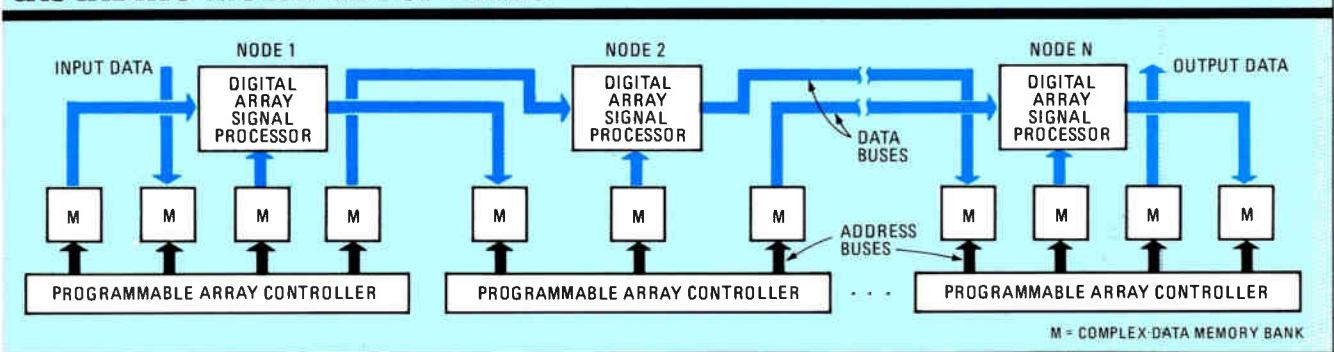 NODE 1
NODE 2
NODE N
INPUT DATA
OUTPUT DATA
DIGITAL
ARRAY
SIGNAL
PROCESSOR
DIGITAL
ARRAY
SIGNAL
PROCESSOR
DIGITAL
ARRAY
SIGNAL
PROCESSOR
DATA
BUSES
M
M
M
M
M
M
M
M
M
M
M
ADDRESS
BUSES
PROGRAMMABLE ARRAY CONTROLLER
PROGRAMMABLE ARRAY CONTROLLER
. . .
PROGRAMMABLE ARRAY CONTROLLER
M = COMPLEX-DATA MEMORY BANK